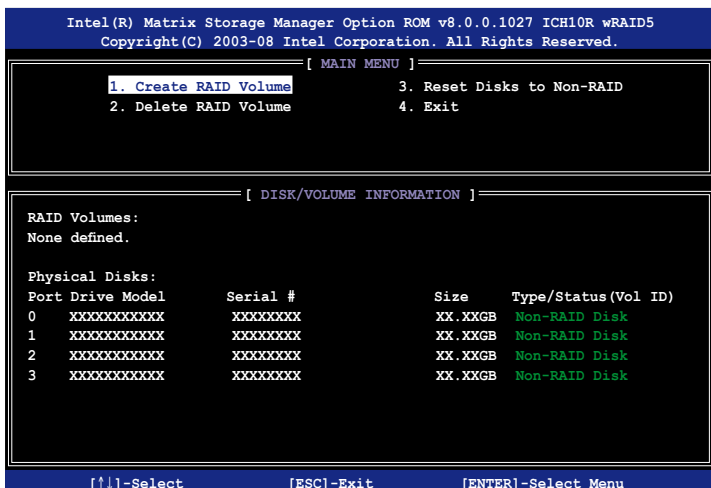 Intel(R) Matrix Storage Manager Option ROM v8.0.0.1027 ICH10R wRAID5
Copyright(C) 2003-08 Intel Corporation. All Rights Reserved.
[ MAIN MENU ]
1. Create RAID Volume 3. Reset Disks to Non-RAID
2. Delete RAID Volume 4. Exit
[ DISK/VOLUME INFORMATION ]
RAID Volumes:
None defined.
Physical Disks:
Port Drive Model Serial # Size Type/Status(Vol ID)
0 XXXXXXXXXXX XXXXXXXX XX.XXGB Non-RAID Disk
1 XXXXXXXXXXX XXXXXXXX XX.XXGB Non-RAID Disk
2 XXXXXXXXXXX XXXXXXXX XX.XXGB Non-RAID Disk
3 XXXXXXXXXXX XXXXXXXX XX.XXGB Non-RAID Disk
[↑↓]-Select [ESC]-Exit [ENTER]-Select Menu